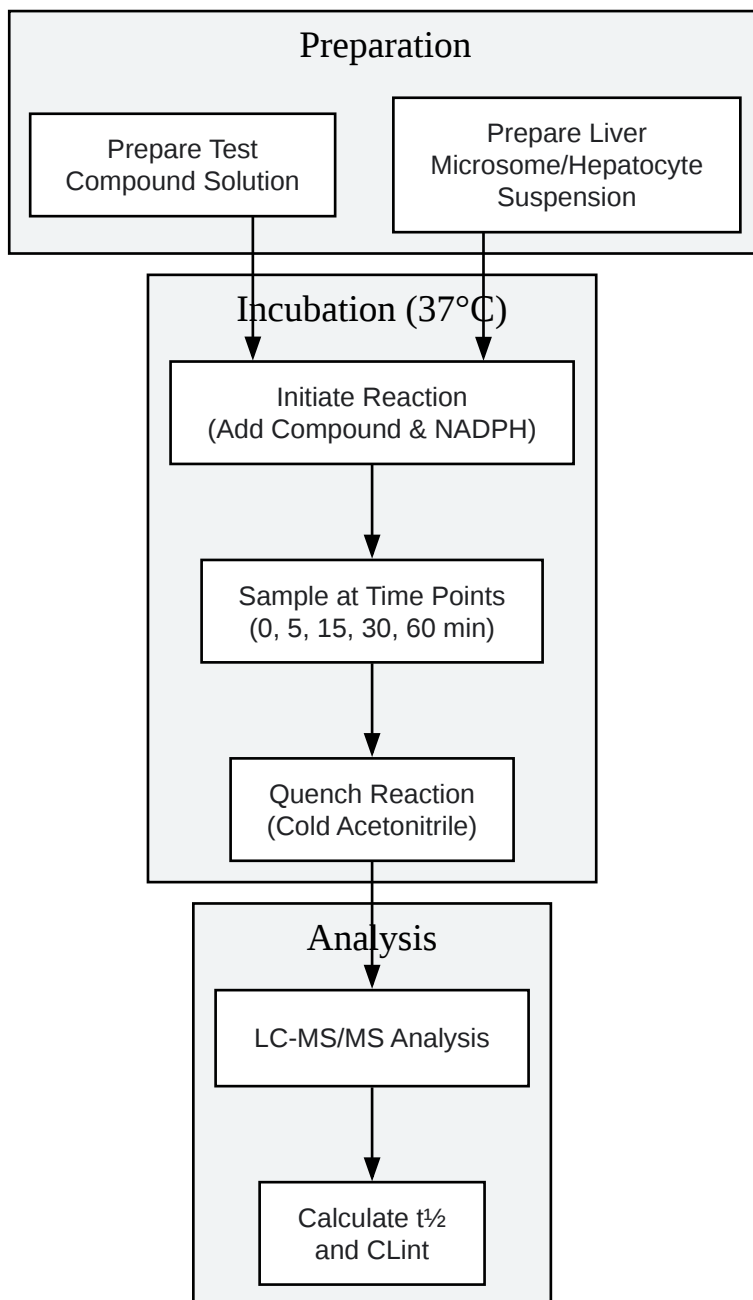 Preparation
Prepare Test
Compound Solution
Prepare Liver
Microsome/Hepatocyte
Suspension
Incubation (37°C)
Initiate Reaction
(Add Compound & NADPH)
Sample at Time Points
(0, 5, 15, 30, 60 min)
Quench Reaction
(Cold Acetonitrile)
Analysis
LC-MS/MS Analysis
Calculate t½
and CLint